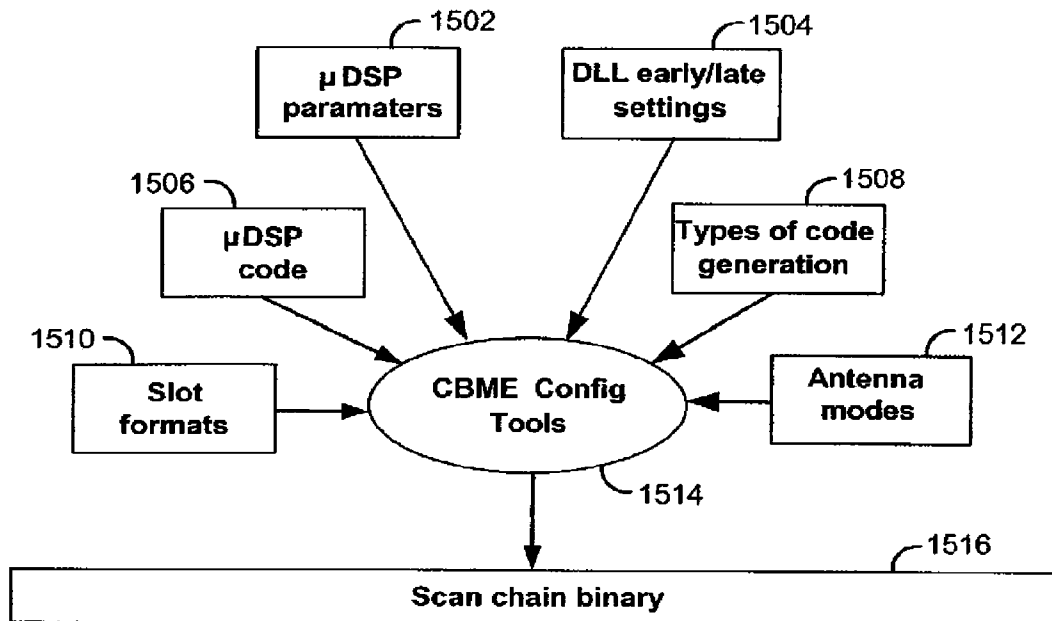 1502
µDSP
paramaters
1504
DLL early/late
settings
1506
µDSP
code
1508
Types of code
generation
1510
Slot
formats
CBME Config
Tools
1512
Antenna
modes
1514
1516
Scan chain binary